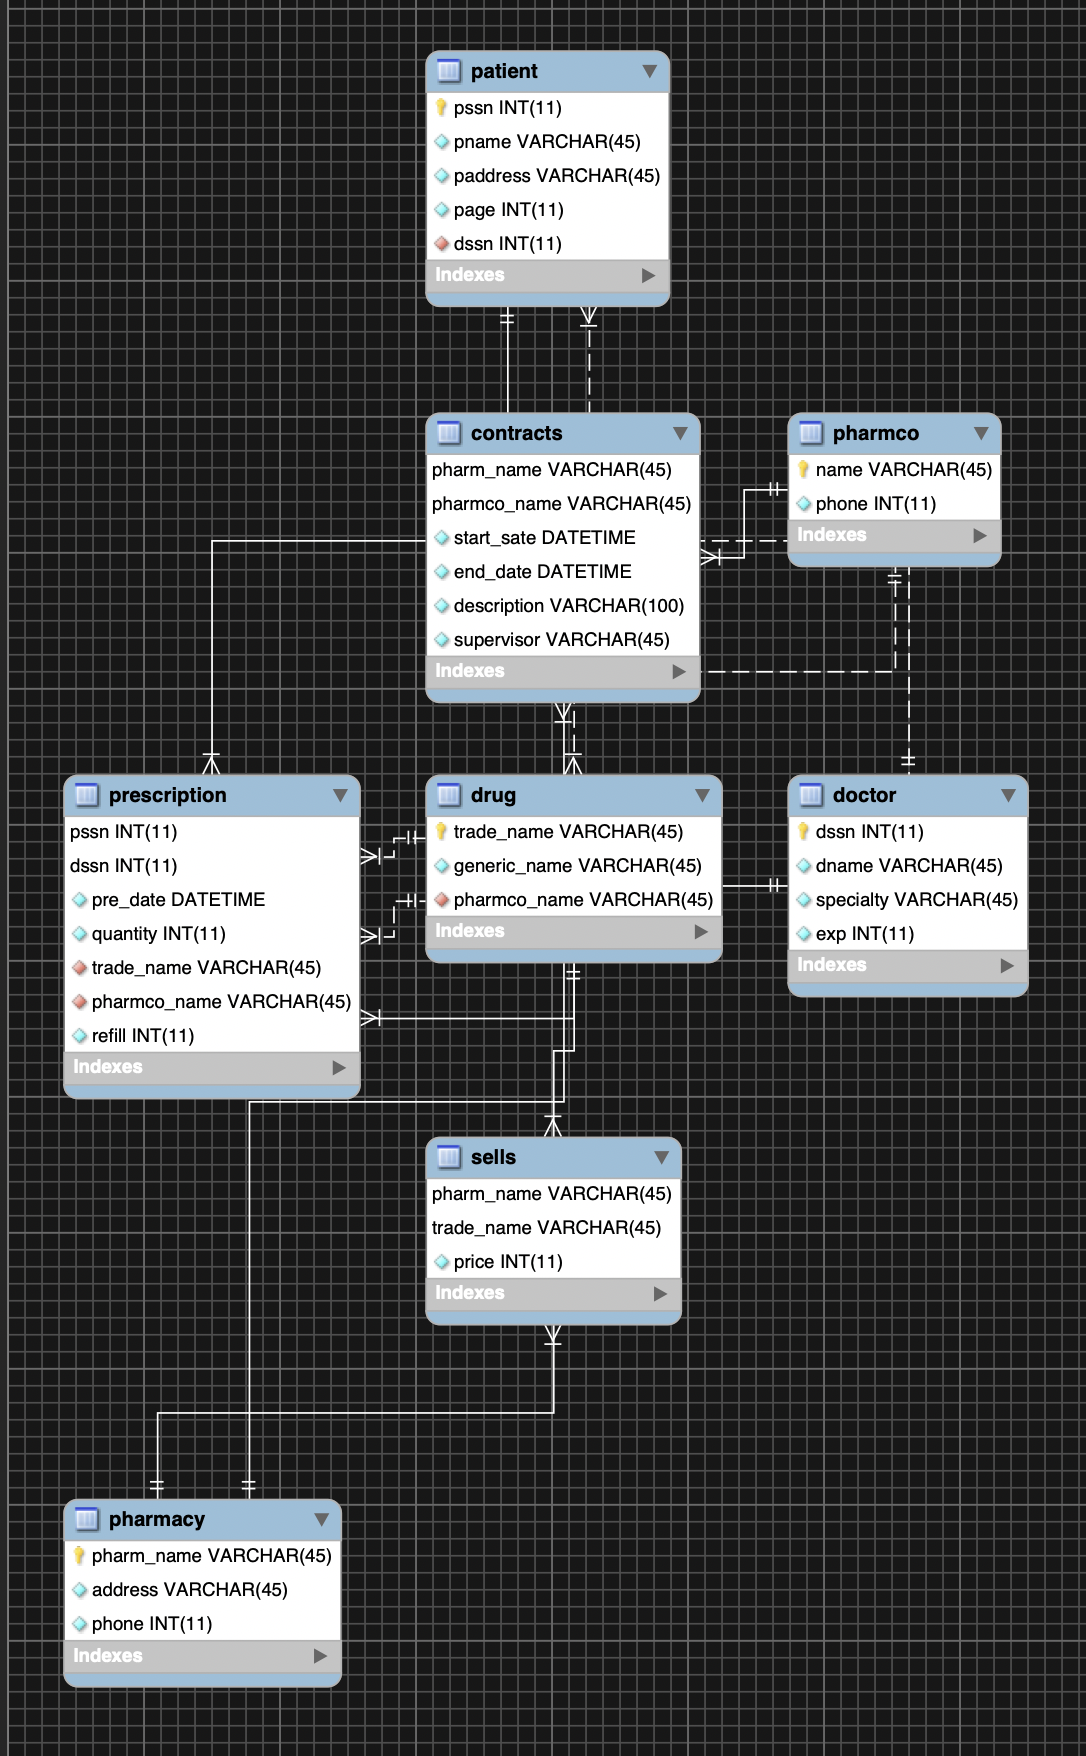 patient
pssn INT(11)
pname VARCHAR(45)
paddress VARCHAR(45)
page INT(11)
dssn INT(11)
Indexes
contracts
pharm_name VARCHAR(45)
pharmco_name VARCHAR(45)
start_sate DATETIME
end_date DATETIME
description VARCHAR(100)
supervisor VARCHAR(45)
Indexes
pharmco
name VARCHAR(45)
phone INT(11)
Indexes
prescription
pssn INT(11)
dssn INT(11)
pre_date DATETIME
quantity INT(11)
trade_name VARCHAR(45)
pharmco_name VARCHAR(45)
refill INT(11)
Indexes
drug
trade_name VARCHAR(45)
generic_name VARCHAR(45)
pharmco_name VARCHAR(45)
Indexes
doctor
dssn INT(11)
dname VARCHAR(45)
specialty VARCHAR(45)
exp INT(11)
Indexes
sells
pharm_name VARCHAR(45)
trade_name VARCHAR(45)
price INT(11)
Indexes
pharmacy
pharm_name VARCHAR(45)
address VARCHAR(45)
phone INT(11)
Indexes